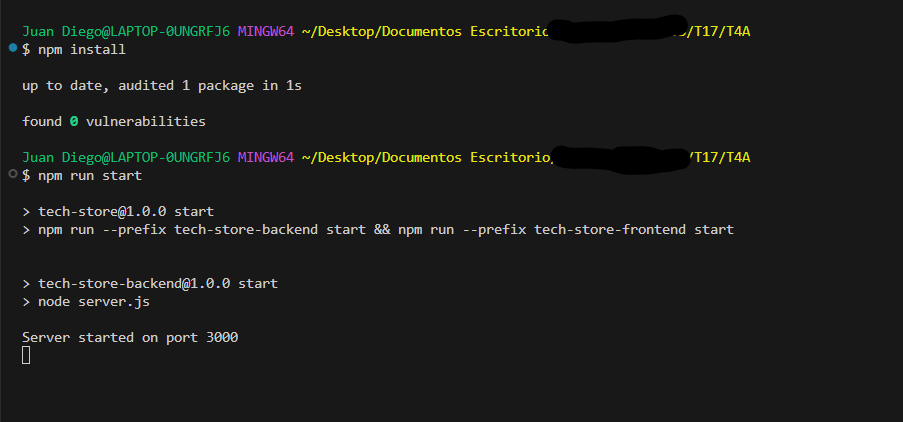 Juan Diego@LAPTOP-0UNGRFJ6 MINGW64 ~/Desktop/Documentos Escritorio /T17/T4A
$ npm install
up to date, audited 1 package in 1s
found 0 vulnerabilities
Juan Diego@LAPTOP-0UNGRFJ6 MINGW64 ~/Desktop/Documentos Escritorio/ /T17/T4A
$ npm run start
> tech-store@1.0.0 start
> npm run --prefix tech-store-backend start && npm run --prefix tech-store-frontend start
> tech-store-backend@1.0.0 start
> node server.js
Server started on port 3000